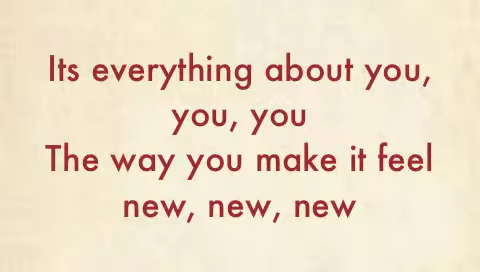 Its everything about you,
you, you
The way you make it feel
new, new, new